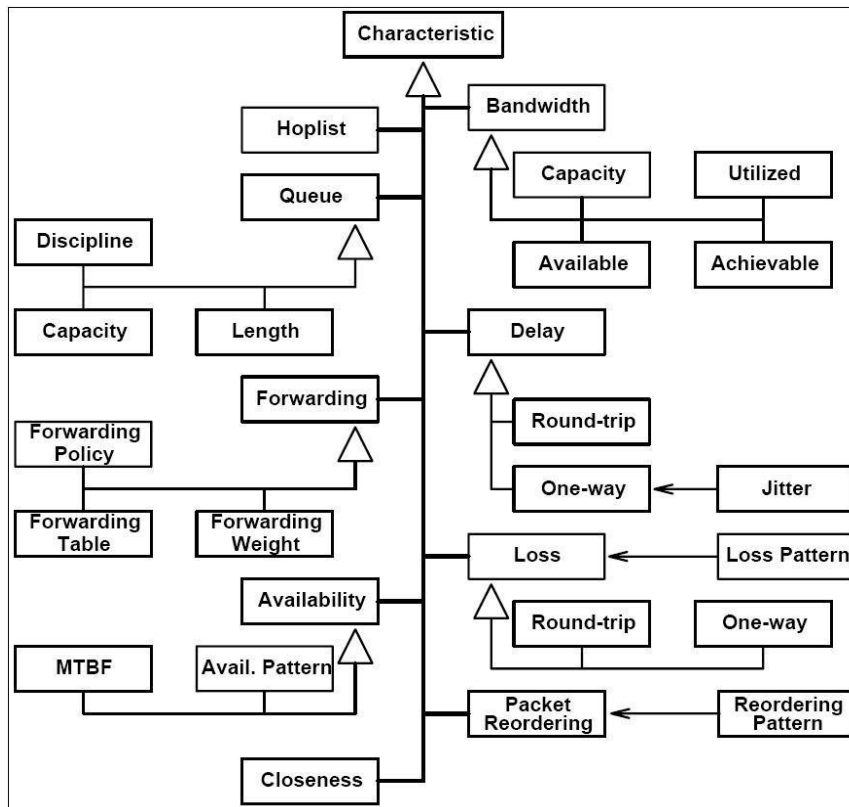 Characteristic
Bandwidth
Hoplist
Capacity
Utilized
Queue
Discipline
Available
Achievable
Capacity
Length
Delay
Forwarding
Round-trip
Forwarding
Policy
One-way
Jitter
Forwarding
Table
Forwarding
Weight
Loss
Loss Pattern
Availability
Round-trip
One-way
MTBF
Avail. Pattern
Packet
Reordering
Reordering
Pattern
Closeness